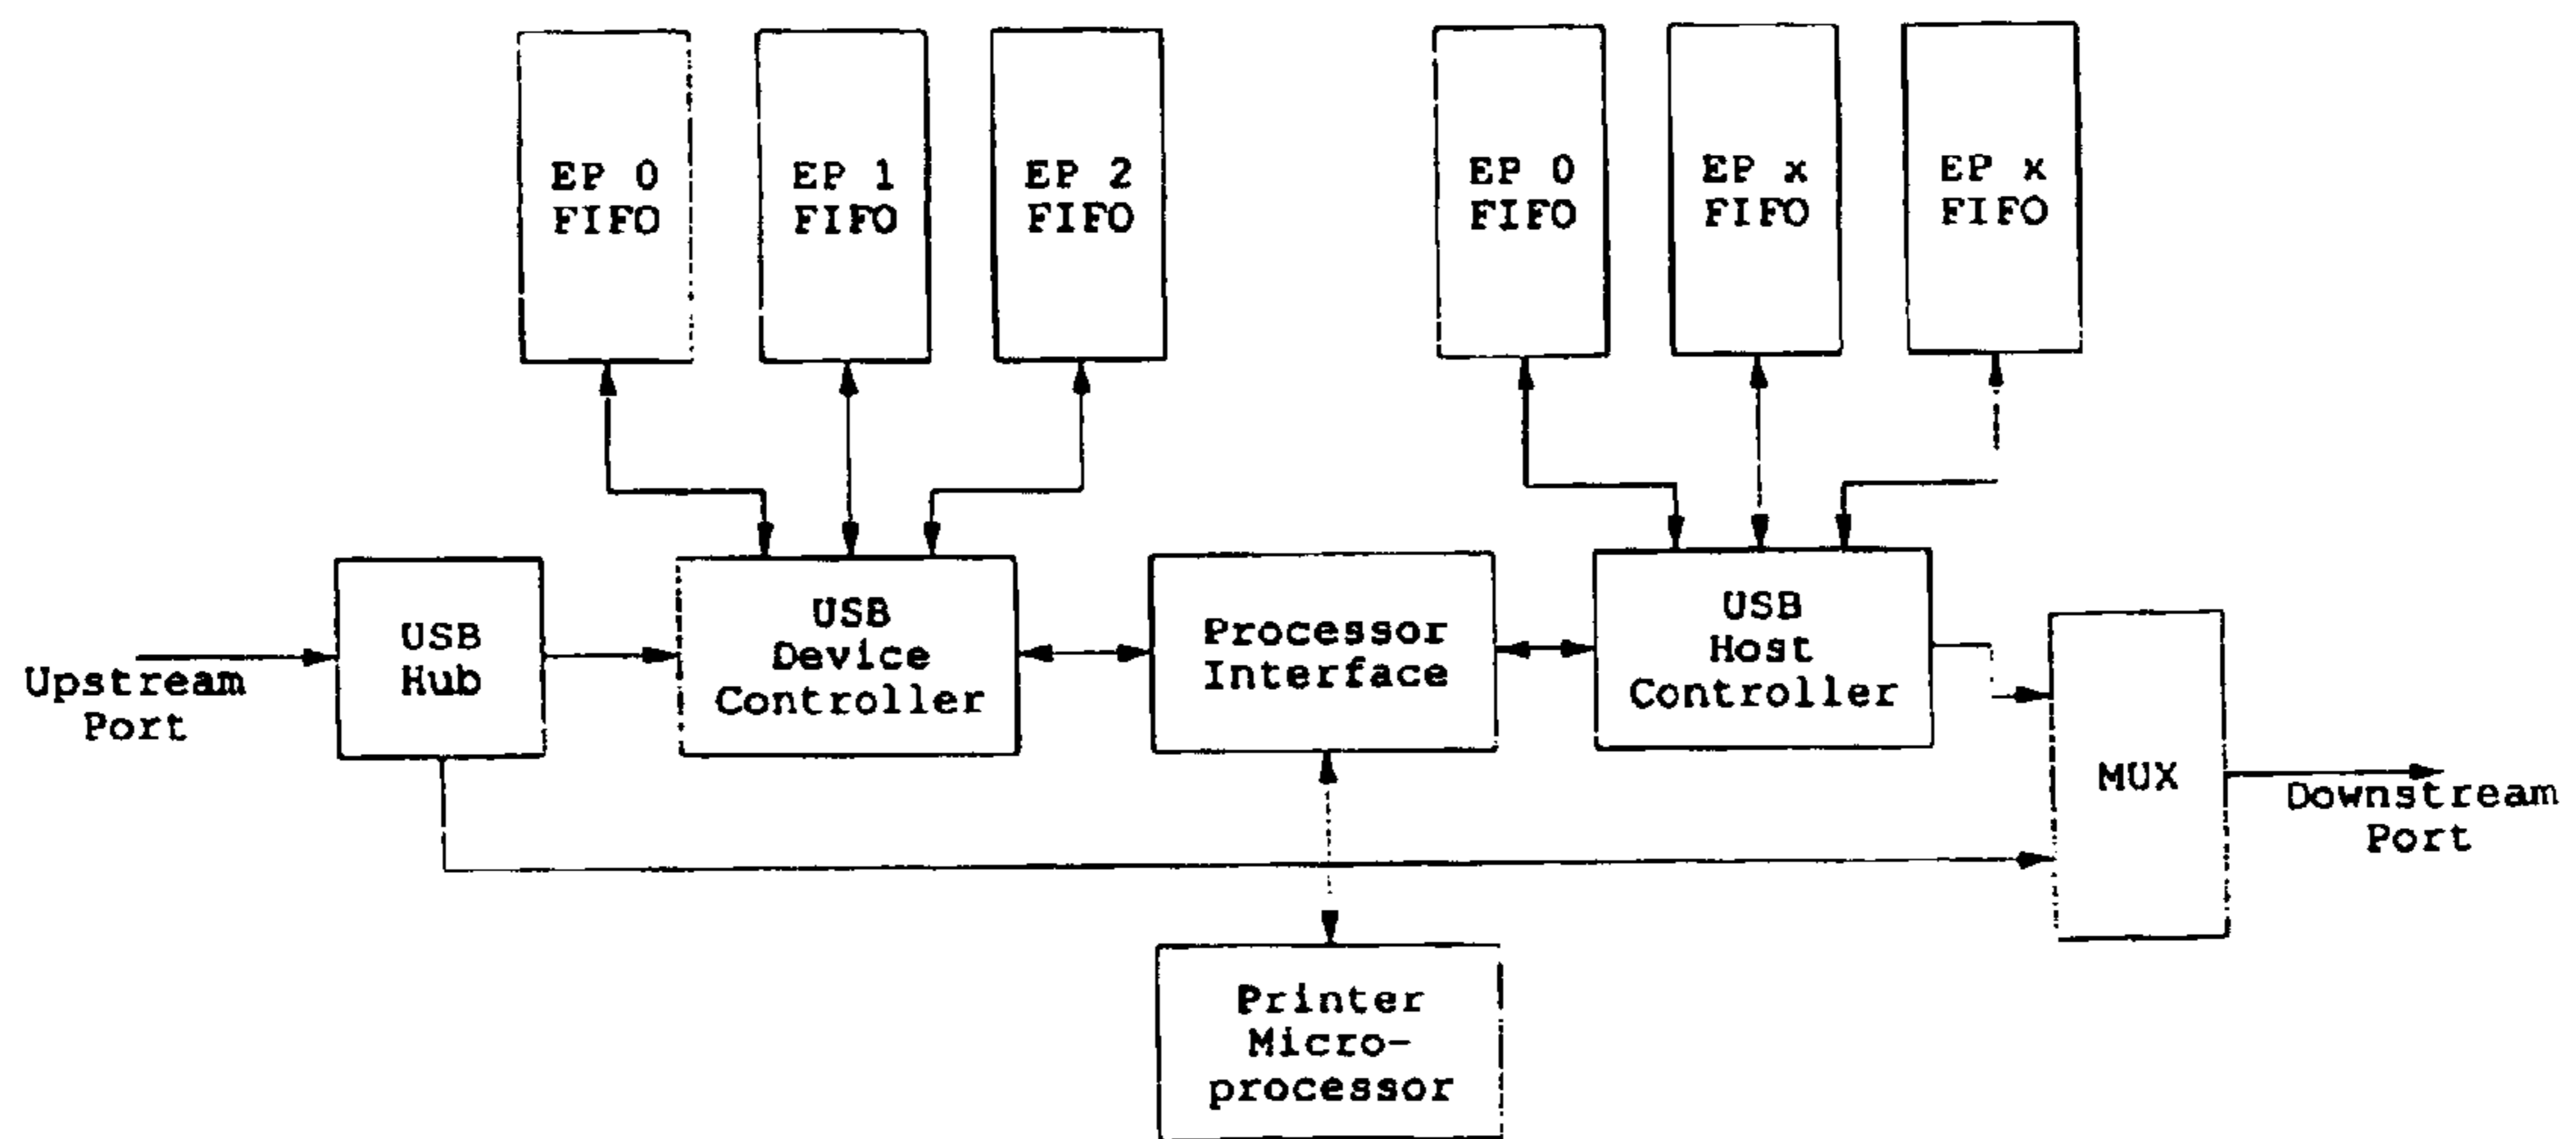 EP 0
FIFO
EP 1
FIFO
EP 2
FIFO
EP 0
FIFO
EP x
FIFO
EP x
FIFO
Upstream
Port
USB
Hub
USB
Device
Controller
Processor
Interface
USB
Host
Controller
MUX
Downstream
Port
Printer
Micro-
processor